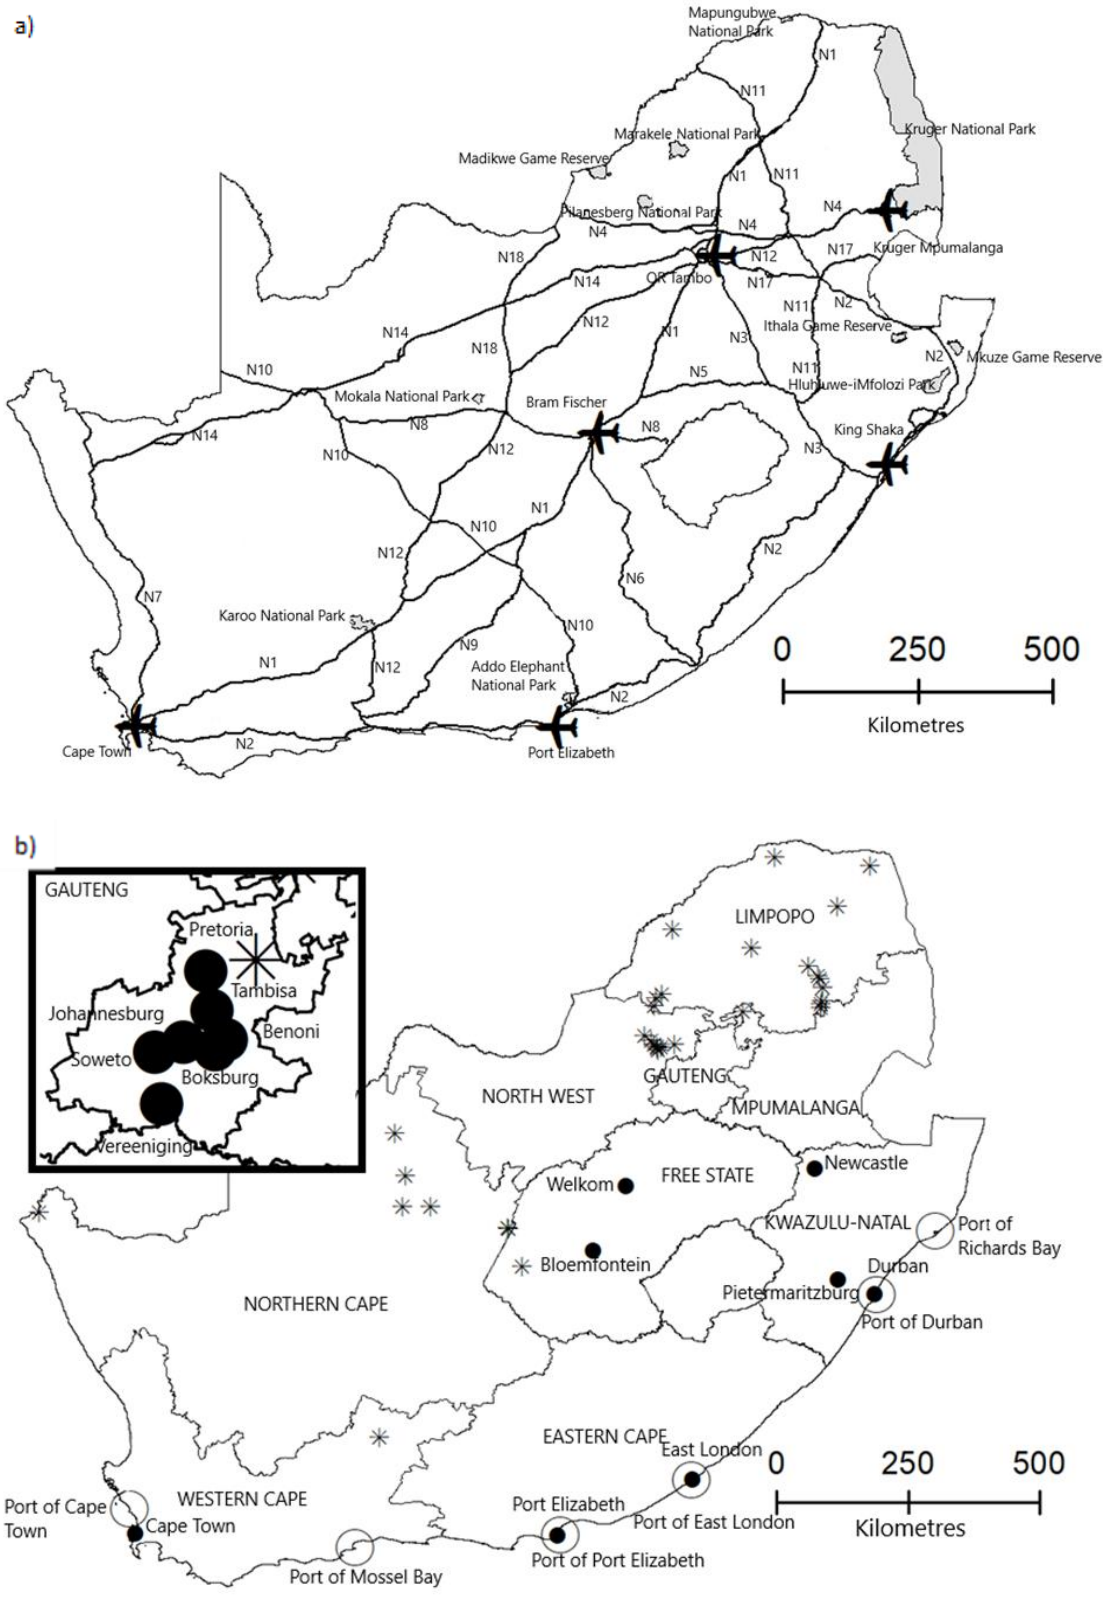 a)
Mapungubwe
National Park
N1
N11
Kruger National Park
Marakele National Park
Madikwe Game Reserve
N1
N11
Pilanesberg National Park
N4
N4
N4
Kruger Mpumalanga
N18
N12
N17
OR Tambo
N17
N14
N11
N2
Ithala Game Reserve
N12
N1
N3
N14
N18
N2
Mkuze Game Reserve
N10
N5
N11
Hluhluwe-iMfolozi Park
Mokala National Park
Bram Fischer
N14
N8
N8
King Shaka
N10
N12
N3
N1
N10
N12
N2
N6
N7
Karoo National Park
N10
N9
N1
N12
Addo Elephant
National Park
N2
0 250 500
Kilometres
Cape Town
N2
Port Elizabeth
b)
GAUTENG
Pretoria
Tambisa
Johannesburg
Benoni
Soweto
Boksburg
Vereeniging
LIMPOPO
GAUTENG
NORTH WEST
MPUMALANGA
Newcastle
Welkom
FREE STATE
KWAZULU-NATAL
Port of
Richards Bay
Bloemfontein
Durban
Pietermaritzburg
Port of Durban
NORTHERN CAPE
EASTERN CAPE
East London
0 250 500
Kilometres
WESTERN CAPE
Port of Cape
Town
Cape Town
Port Elizabeth
Port of East London
Port of Port Elizabeth
Port of Mossel Bay